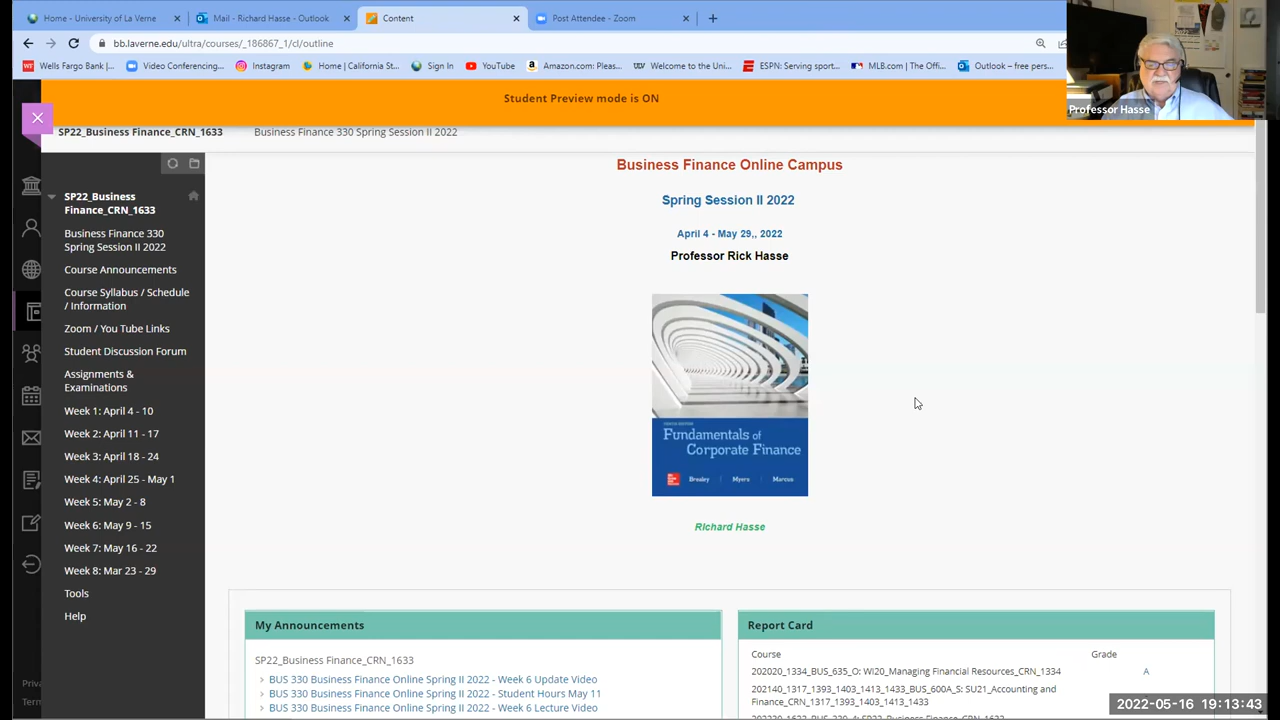 Home - University of La Verne
Mail - Richard Hasse - Outlook
Content
Post Attendee - Zoom
bb.laverne.edu/ultra/courses/_186867_1/cl/outline
Wells Fargo Bank |...
Video Conferencing...
Instagram
Home | California St...
Sign In
YouTube
Amazon.com: Pleas...
Welcome to the Uni...
ESPN: Serving sport...
MLB.com | The Offi...
Outlook – free pers...
Professor Hasse
Student Preview mode is ON
SP22_Business Finance_CRN_1633
Business Finance 330 Spring Session II 2022
SP22_Business
Finance_CRN_1633
Business Finance 330
Spring Session II 2022
Course Announcements
Course Syllabus / Schedule
/ Information
Zoom / You Tube Links
Student Discussion Forum
Assignments &
Examinations
Week 1: April 4 - 10
Week 2: April 11 - 17
Week 3: April 18 - 24
Week 4: April 25 - May 1
Week 5: May 2 - 8
Week 6: May 9 - 15
Week 7: May 16 - 22
Week 8: Mar 23 - 29
Tools
Help
Business Finance Online Campus
Spring Session II 2022
April 4 - May 29,, 2022
Professor Rick Hasse
Fundamentals of
Corporate Finance
Brealey | Myers | Marcus
Richard Hasse
My Announcements
SP22_Business Finance_CRN_1633
BUS 330 Business Finance Online Spring II 2022 - Week 6 Update Video
BUS 330 Business Finance Online Spring II 2022 - Student Hours May 11
BUS 330 Business Finance Online Spring II 2022 - Week 6 Lecture Video
Report Card
Course Grade
202020_1334_BUS_635_O: WI20_Managing Financial Resources_CRN_1334 A
202140_1317_1393_1403_1413_1433_BUS_600A_S: SU21_Accounting and
Finance_CRN_1317_1393_1403_1413_1433
2022-05-16 19:13:43